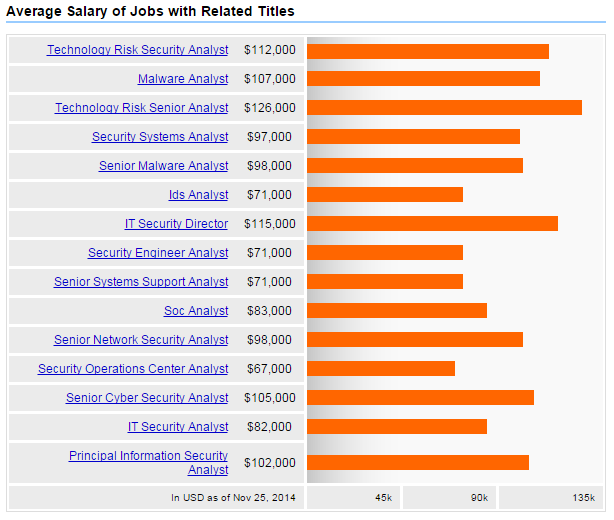 Average Salary of Jobs with Related Titles
Technology Risk Security Analyst $112,000
Malware Analyst $107,000
Technology Risk Senior Analyst $126,000
Security Systems Analyst $97,000
Senior Malware Analyst $98,000
Ids Analyst $71,000
IT Security Director $115,000
Security Engineer Analyst $71,000
Senior Systems Support Analyst $71,000
Soc Analyst $83,000
Senior Network Security Analyst $98,000
Security Operations Center Analyst $67,000
Senior Cyber Security Analyst $105,000
IT Security Analyst $82,000
Principal Information Security
Analyst $102,000
In USD as of Nov 25, 2014 45k 90k 135k